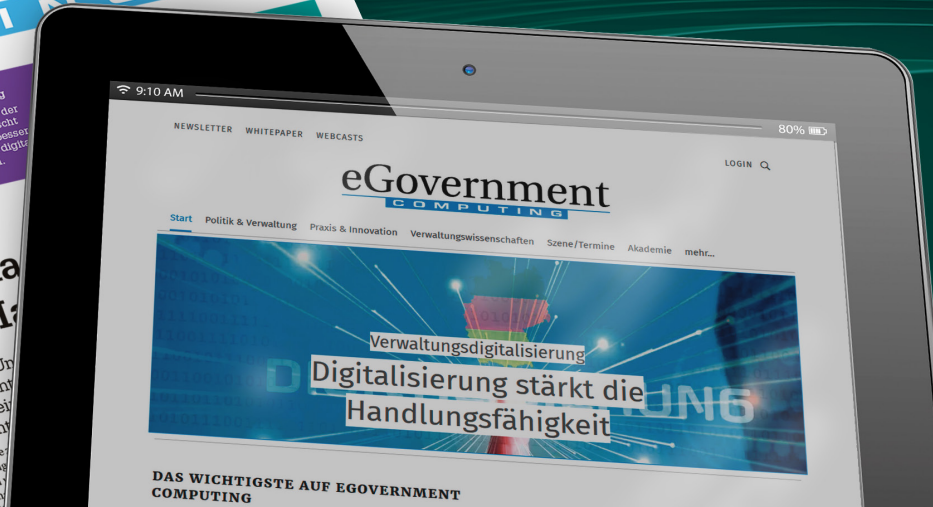 9:10 AM
80%
NEWSLETTER WHITEPAPER WEBCASTS
LOGIN
eGovernment
COMPUTING
Start Politik & Verwaltung Praxis & Innovation Verwaltungswissenschaften Szene/Termine Akademie mehr...
Verwaltungsdigitalisierung
Digitalisierung stärkt die
Handlungsfähigkeit
DAS WICHTIGSTE AUF EGOVERNMENT
COMPUTING